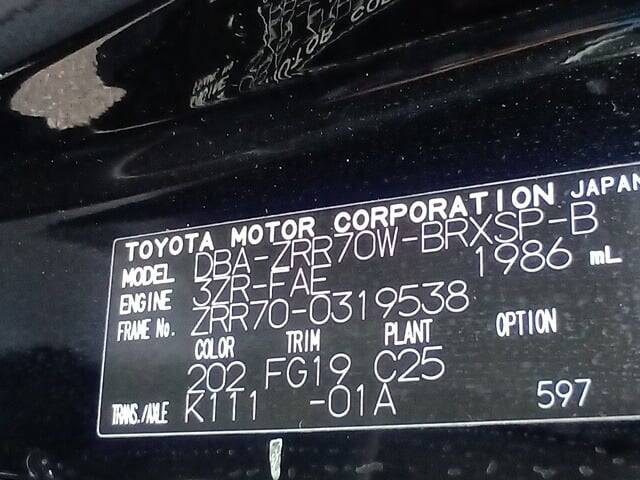 TOYOTA MOTOR CORPORATION JAPAN
MODEL DBA-ZRR70W-BRXSP-B
ENGINE 3ZR-FAE 1986 mL
FRAME No. ZRR70-0319538
COLOR TRIM PLANT OPTION
202 FG19 C25
TRANS./AXLE K111 -01A 597